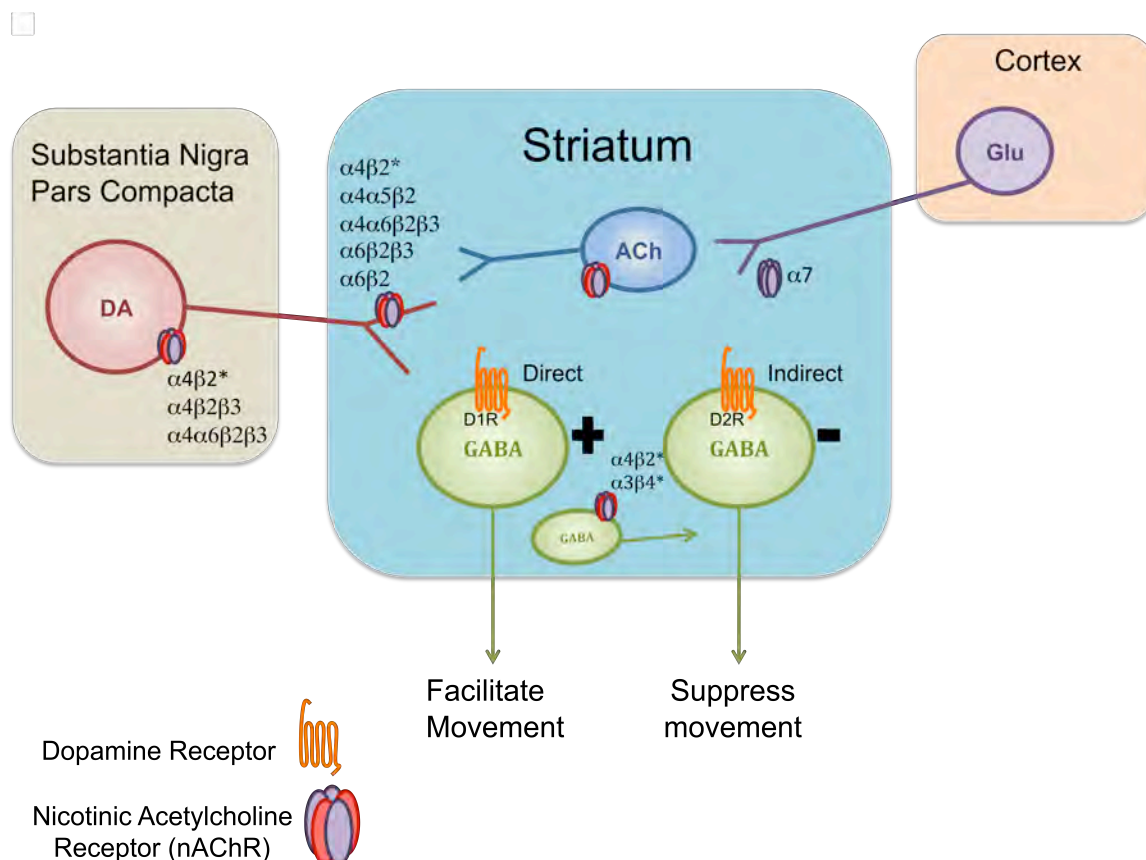 Cortex
Glu
Substantia Nigra
Pars Compacta
DA
α4β2*
α4β2β3
α4α6β2β3
Striatum
α4β2*
α4α5β2
α4α6β2β3
α6β2β3
α6β2
ACh
α7
Direct
D1R
GABA
+
Indirect
D2R
GABA
-
α4β2*
α3β4*
GABA
Facilitate
Movement
Suppress
movement
Dopamine Receptor
Nicotinic Acetylcholine
Receptor (nAChR)